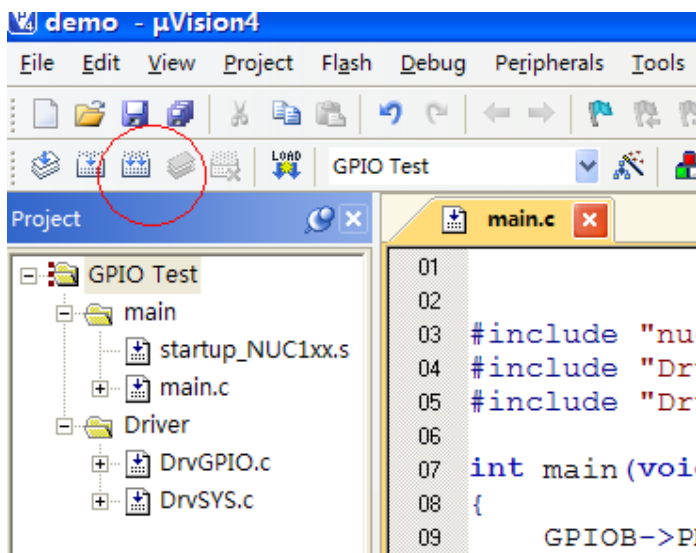 demo - µVision4
File Edit View Project Flash Debug Peripherals Tools
LOAD GPIO Test
Project
main.c
GPIO Test
main
startup_NUC1xx.s
main.c
Driver
DrvGPIO.c
DrvSYS.c
01
02
03 #include "nu
04 #include "Dr
05 #include "Dr
06
07 int main(voi
08 {
09 GPIOB->P